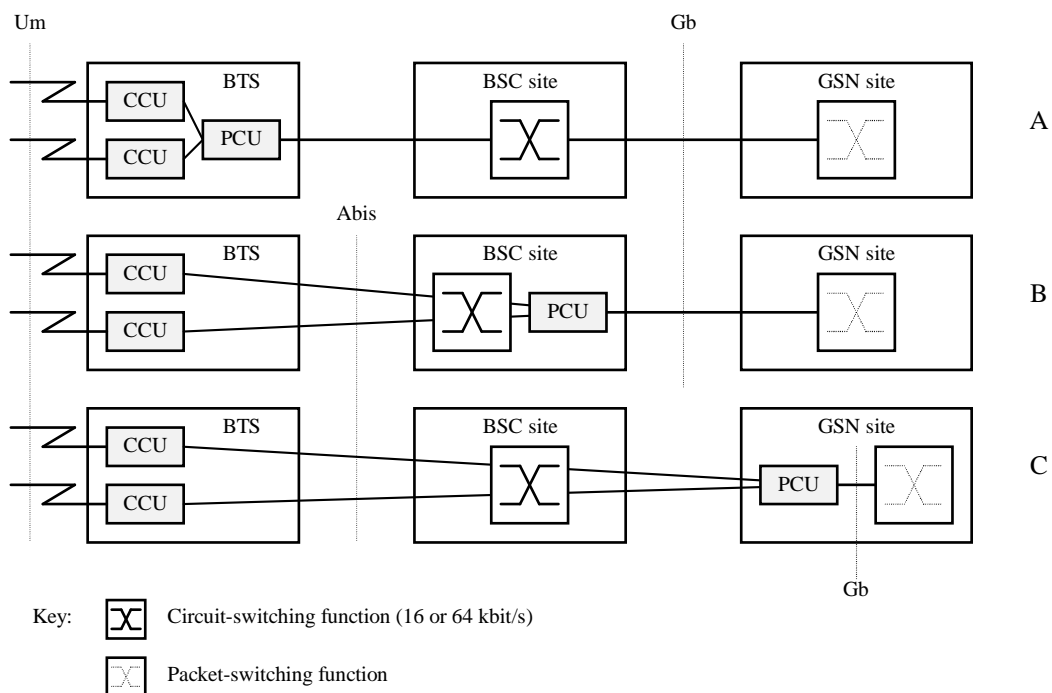 Um
Gb
BTS
BSC site
GSN site
CCU
CCU
PCU
A
Abis
BTS
BSC site
GSN site
CCU
CCU
PCU
B
BTS
BSC site
GSN site
CCU
CCU
PCU
C
Gb
Key:
Circuit-switching function (16 or 64 kbit/s)
Packet-switching function